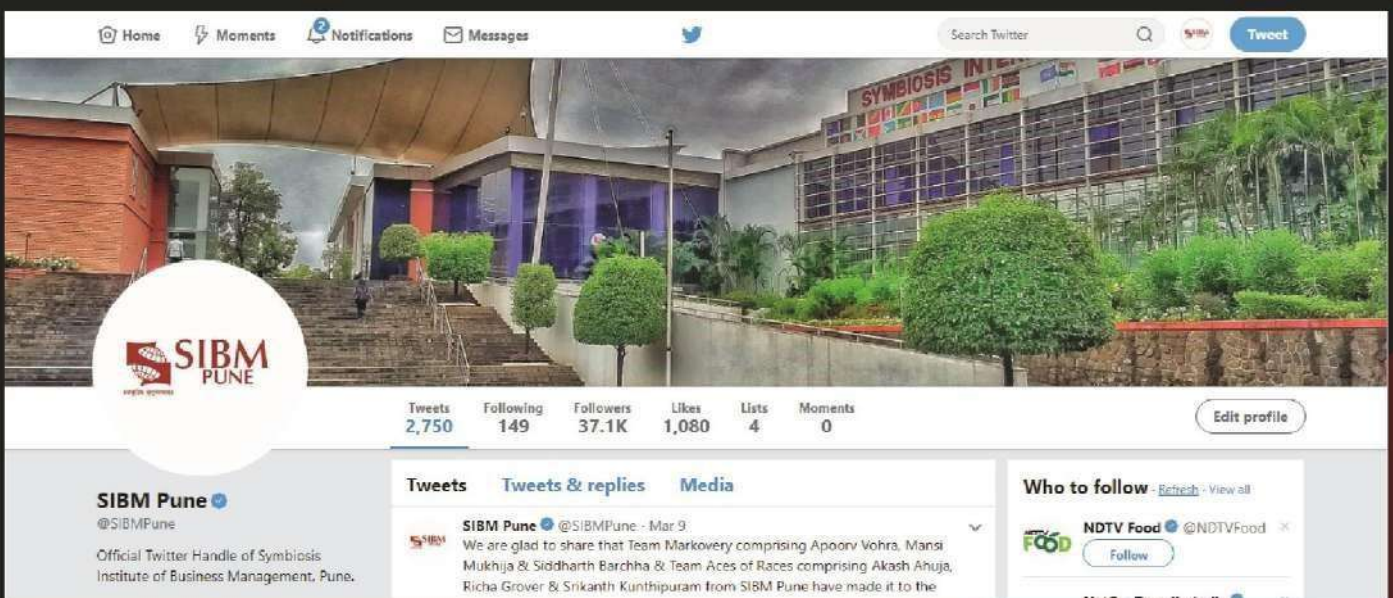 Home Moments 2 Notifications Messages Search Twitter Tweet
SYMBIOSIS INTER
SIBM
PUNE
Tweets Following Followers Likes Lists Moments
2,750 149 37.1K 1,080 4 0
Edit profile
SIBM Pune
@SIBMPune
Official Twitter Handle of Symbiosis
Institute of Business Management, Pune.
Tweets Tweets & replies Media
SIBM Pune @SIBMPune - Mar 9
We are glad to share that Team Markovery comprising Apoorv Vohra, Mansi
Mukhija & Siddharth Barchha & Team Aces of Races comprising Akash Ahuja,
Richa Grover & Srikanth Kunthipuram from SIBM Pune have made it to the
Who to follow - Refresh - View all
FOOD
NDTV Food @NDTVFood
Follow